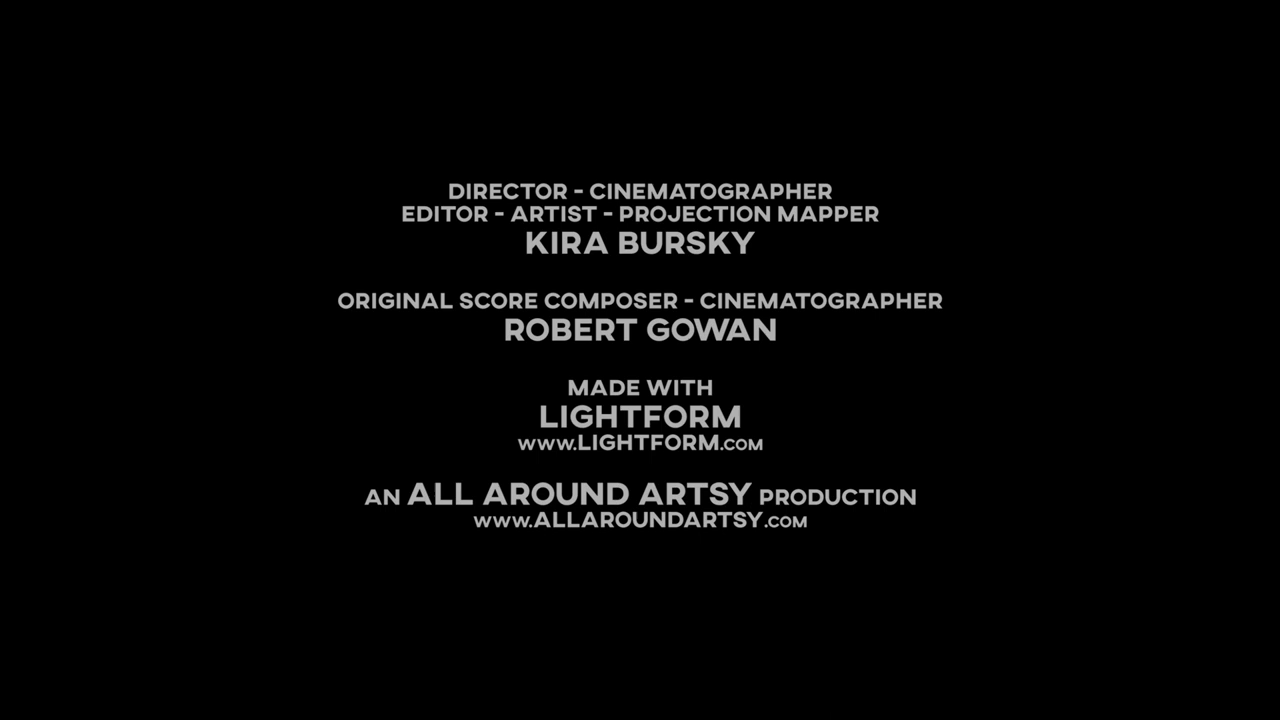 DIRECTOR - CINEMATOGRAPHER
EDITOR - ARTIST - PROJECTION MAPPER
KIRA BURSKY
ORIGINAL SCORE COMPOSER - CINEMATOGRAPHER
ROBERT GOWAN
MADE WITH
LIGHTFORM
WWW.LIGHTFORM.COM
AN ALL AROUND ARTSY PRODUCTION
WWW.ALLAROUNDARTSY.COM